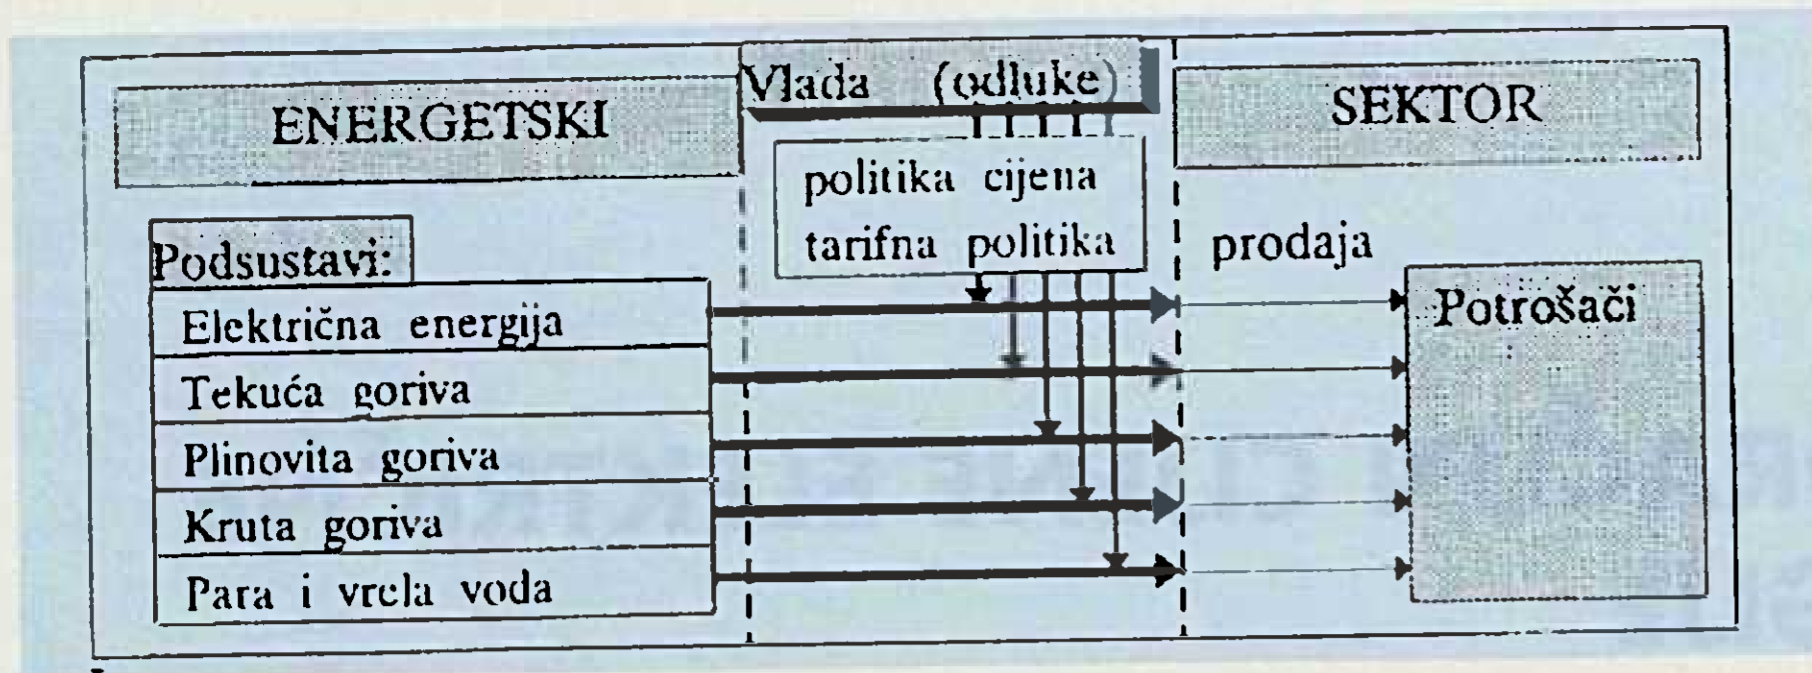 ENERGETSKI
Vlada (odluke)
SEKTOR
politika cijena
tarifna politika
prodaja
Podsustavi:
Električna energija
Tekuća goriva
Plinovita goriva
Kruta goriva
Para i vrela voda
Potrošači